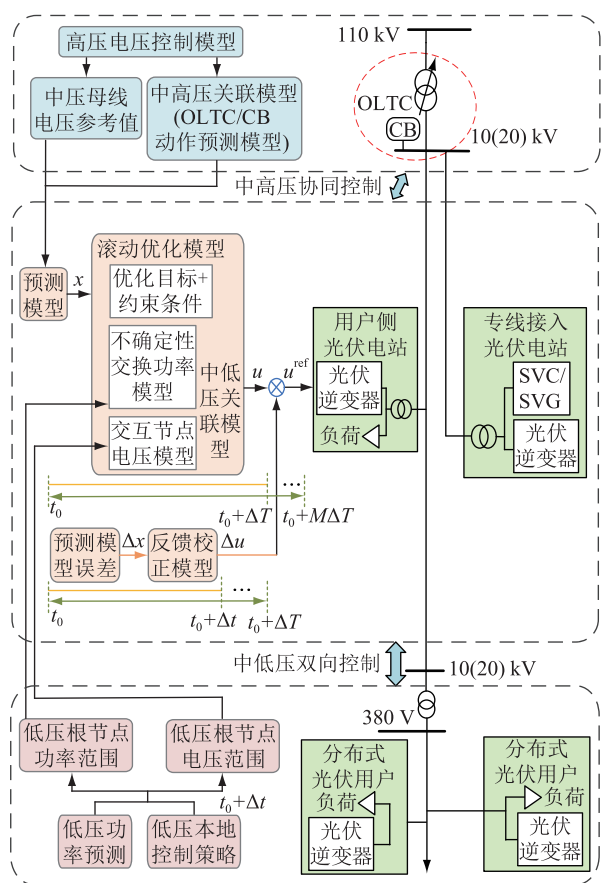 高压电压控制模型
中压母线
电压参考值
中高压关联模型
(OLTC/CB
动作预测模型)
110 kV
OLTC
CB
10(20) kV
中高压协同控制
预测
模型
x
滚动优化模型
优化目标+
约束条件
不确定性
交换功率
模型
交互节点
电压模型
中低
压关
联模
型
u
u^ref
用户侧
光伏电站
光伏
逆变器
负荷
专线接入
光伏电站
SVC/
SVG
光伏
逆变器
...
t₀
t₀+ΔT
t₀+MΔT
预测模
型误差
Δx
反馈校
正模型
Δu
...
t₀
t₀+Δt
t₀+ΔT
中低压双向控制
10(20) kV
380 V
低压根节点
功率范围
低压根节点
电压范围
t₀+Δt
低压功
率预测
低压本地
控制策略
分布式
光伏用户
负荷
光伏
逆变器
分布式
光伏用户
负荷
光伏
逆变器